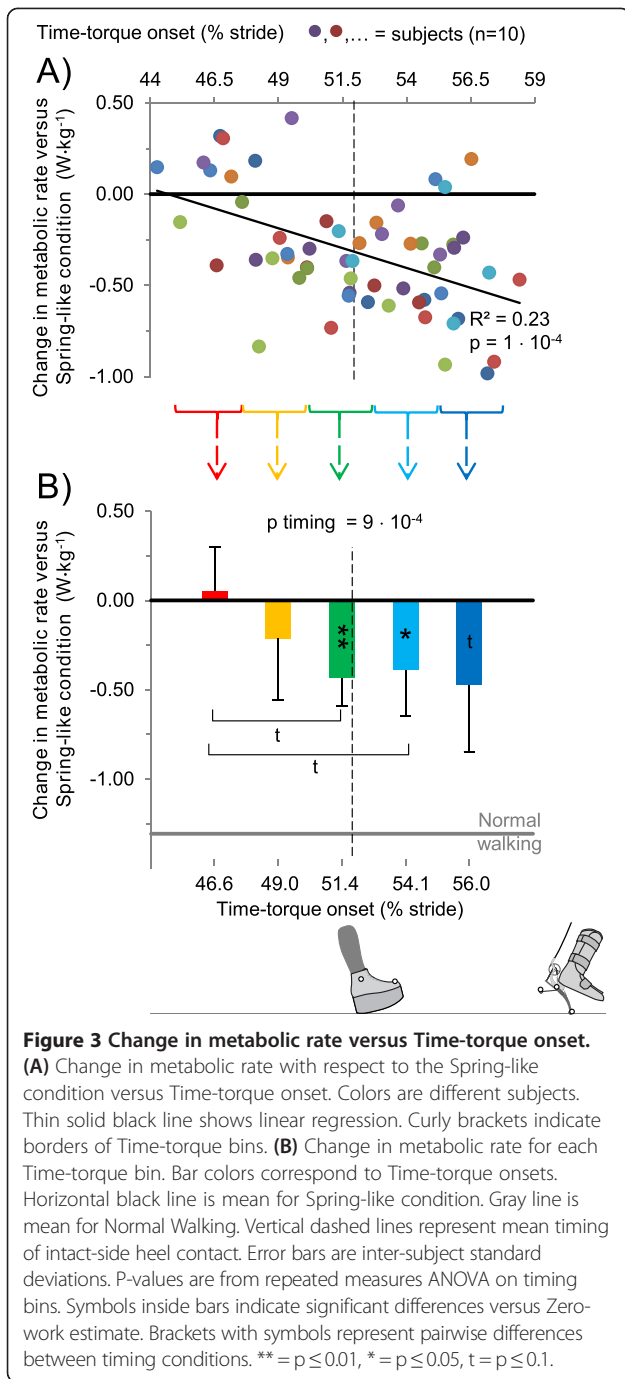 Time-torque onset (% stride) , ,... = subjects (n=10)
A)
44 46.5 49 51.5 54 56.5 59
Change in metabolic rate versus
Spring-like condition (W·kg⁻¹)
0.50
0.00
-0.50
-1.00
R² = 0.23
p = 1 · 10⁻⁴
B)
Change in metabolic rate versus
Spring-like condition (W·kg⁻¹)
0.50
0.00
-0.50
-1.00
p timing = 9 · 10⁻⁴
** * t
t
t
Normal
walking
46.6 49.0 51.4 54.1 56.0
Time-torque onset (% stride)
Figure 3 Change in metabolic rate versus Time-torque onset.
(A) Change in metabolic rate with respect to the Spring-like
condition versus Time-torque onset. Colors are different subjects.
Thin solid black line shows linear regression. Curly brackets indicate
borders of Time-torque bins. (B) Change in metabolic rate for each
Time-torque bin. Bar colors correspond to Time-torque onsets.
Horizontal black line is mean for Spring-like condition. Gray line is
mean for Normal Walking. Vertical dashed lines represent mean timing
of intact-side heel contact. Error bars are inter-subject standard
deviations. P-values are from repeated measures ANOVA on timing
bins. Symbols inside bars indicate significant differences versus Zero-
work estimate. Brackets with symbols represent pairwise differences
between timing conditions. ** = p ≤ 0.01, * = p ≤ 0.05, t = p ≤ 0.1.